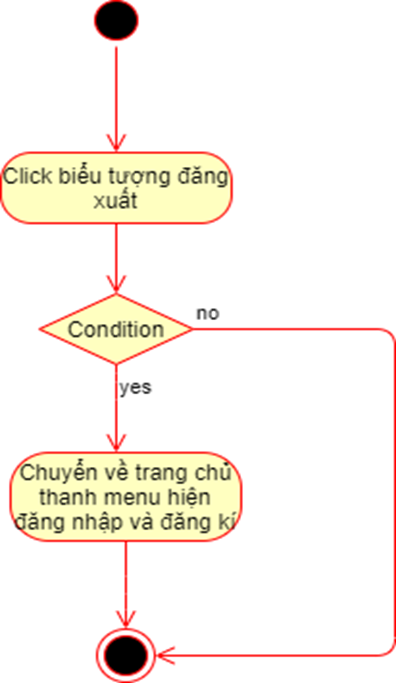 Click biểu tượng đăng
xuất
Condition
no
yes
Chuyển về trang chủ
thanh menu hiện
đăng nhập và đăng kí